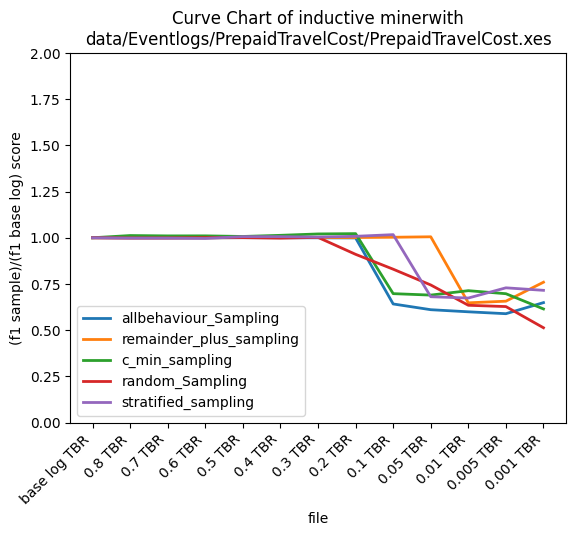 Curve Chart of inductive minerwith
data/Eventlogs/PrepaidTravelCost/PrepaidTravelCost.xes
(f1 sample)/(f1 base log) score
2.00
1.75
1.50
1.25
1.00
0.75
0.50
0.25
0.00
allbehaviour_Sampling
remainder_plus_sampling
c_min_sampling
random_Sampling
stratified_sampling
base log TBR
0.8 TBR
0.7 TBR
0.6 TBR
0.5 TBR
0.4 TBR
0.3 TBR
0.2 TBR
0.1 TBR
0.05 TBR
0.01 TBR
0.005 TBR
0.001 TBR
file